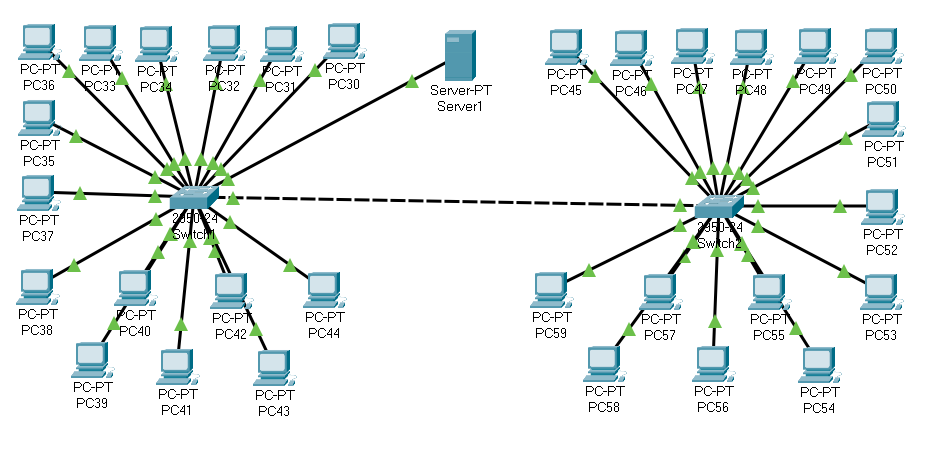 PC-PT
PC36
PC-PT
PC33
PC-PT
PC34
PC-PT
PC32
PC-PT
PC31
PC-PT
PC30
Server-PT
Server1
PC-PT
PC45
PC-PT
PC46
PC-PT
PC47
PC-PT
PC48
PC-PT
PC49
PC-PT
PC50
PC-PT
PC35
PC-PT
PC51
PC-PT
PC37
2950-24
Switch1
2950-24
Switch2
PC-PT
PC52
PC-PT
PC38
PC-PT
PC40
PC-PT
PC42
PC-PT
PC44
PC-PT
PC59
PC-PT
PC57
PC-PT
PC55
PC-PT
PC53
PC-PT
PC39
PC-PT
PC41
PC-PT
PC43
PC-PT
PC58
PC-PT
PC56
PC-PT
PC54